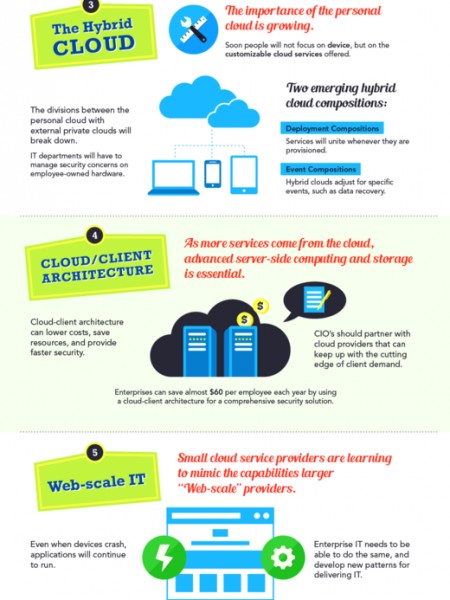 3
The Hybrid
CLOUD
The importance of the personal
cloud is growing.
Soon people will not focus on device, but on the
customizable cloud services offered.
The divisions between the
personal cloud with
external private clouds will
break down.
IT departments will have to
manage security concerns on
employee-owned hardware.
Two emerging hybrid
cloud compositions:
Deployment Compositions
Services will unite whenever they are
provisioned.
Event Compositions
Hybrid clouds adjust for specific
events, such as data recovery.
4
CLOUD/CLIENT
ARCHITECTURE
As more services come from the cloud,
advanced server-side computing and storage
is essential.
Cloud-client architecture
can lower costs, save
resources, and provide
faster security.
$
$
CIO's should partner with
cloud providers that can
keep up with the cutting
edge of client demand.
Enterprises can save almost $60 per employee each year by using
a cloud-client architecture for a comprehensive security solution.
5
Web-scale IT
Small cloud service providers are learning
to mimic the capabilities larger
"Web-scale" providers.
Even when devices crash,
applications will continue
to run.
Enterprise IT needs to be
able to do the same, and
develop new patterns for
delivering IT.